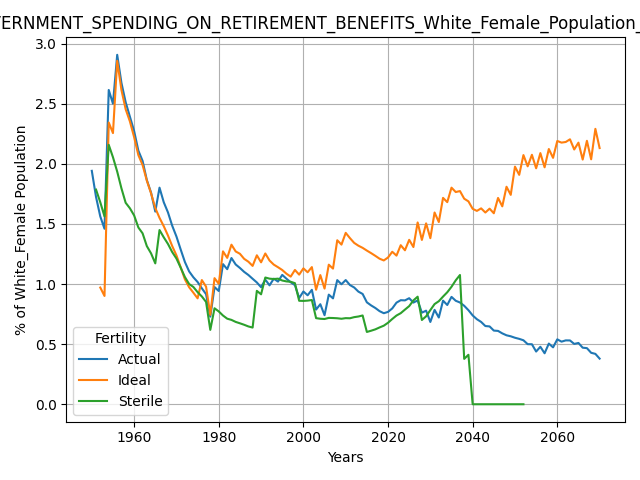 ERNMENT_SPENDING_ON_RETIREMENT_BENEFITS_White_Female_Population_
3.0
2.5
2.0
1.5
1.0
0.5
0.0
% of White_Female Population
Fertility
Actual
Ideal
Sterile
1960 1980 2000 2020 2040 2060
Years